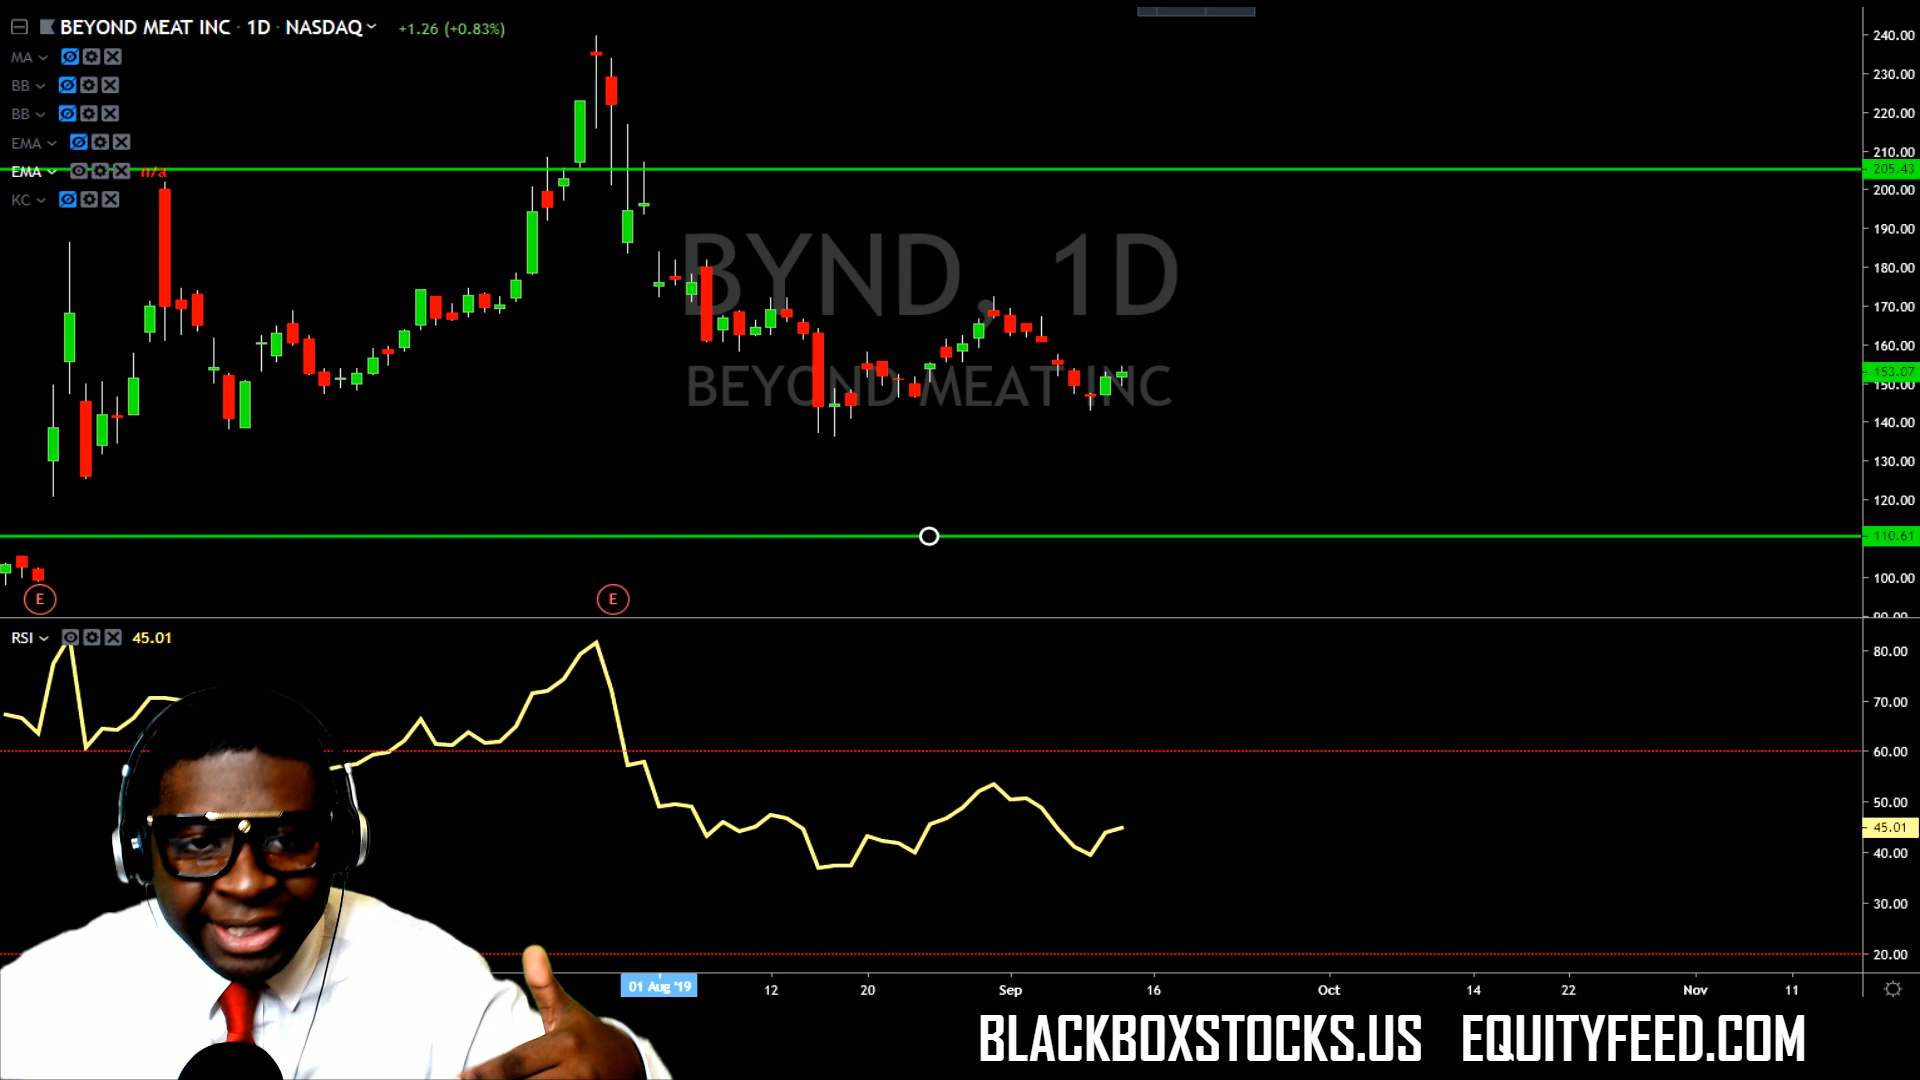 BEYOND MEAT INC · 1D · NASDAQ +1.26 (+0.83%)
MA
BB
BB
EMA
EMA n/a
KC
BYND, 1D
BEYOND MEAT INC
240.00
230.00
220.00
210.00
205.43
200.00
190.00
180.00
170.00
160.00
153.07
150.00
140.00
130.00
120.00
110.61
100.00
90.00
E E
RSI 45.01
80.00
70.00
60.00
50.00
45.01
40.00
30.00
20.00
01 Aug '19 12 20 Sep 16 Oct 14 22 Nov 11
BLACKBOXSTOCKS.US EQUITYFEED.COM